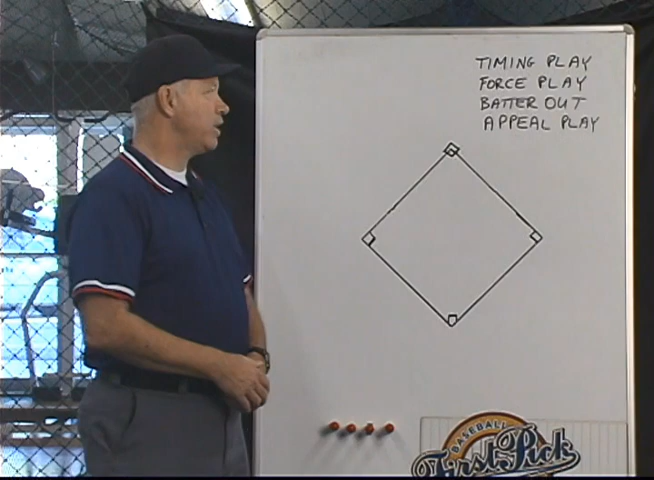 TIMING PLAY
FORCE PLAY
BATTER OUT
APPEAL PLAY
BASEBALL
First Pick